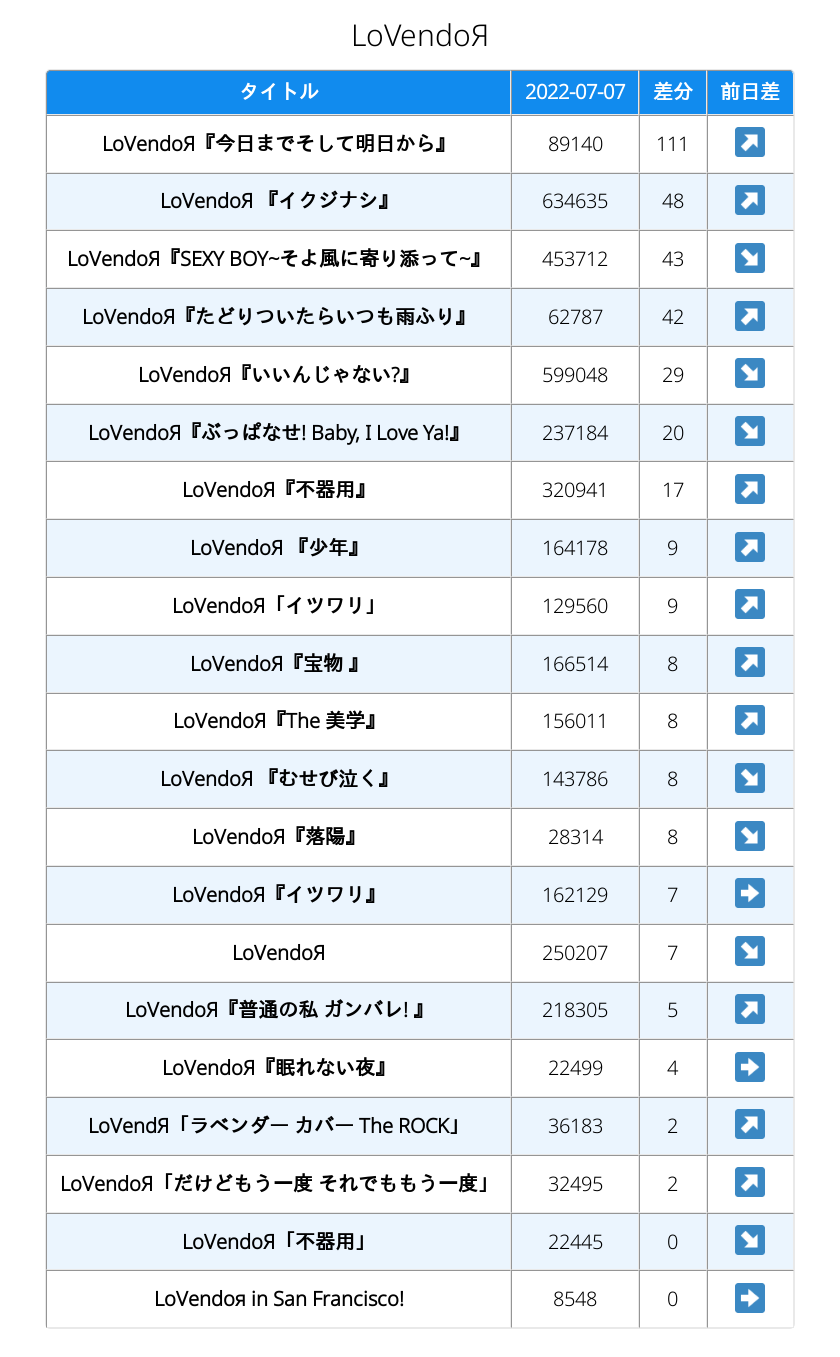 LoVendoЯ
タイトル 2022-07-07 差分 前日差
LoVendoЯ『今日までそして明日から』 89140 111 ↗
LoVendoЯ 『イクジナシ』 634635 48 ↗
LoVendoЯ『SEXY BOY~そよ風に寄り添って~』 453712 43 ↘
LoVendoЯ『たどりついたらいつも雨ふり』 62787 42 ↗
LoVendoЯ『いいんじゃない?』 599048 29 ↘
LoVendoЯ『ぶっぱなせ! Baby, I Love Ya!』 237184 20 ↘
LoVendoЯ『不器用』 320941 17 ↗
LoVendoЯ 『少年』 164178 9 ↗
LoVendoЯ「イツワリ」 129560 9 ↗
LoVendoЯ『宝物 』 166514 8 ↗
LoVendoЯ『The 美学』 156011 8 ↗
LoVendoЯ 『むせび泣く』 143786 8 ↘
LoVendoЯ『落陽』 28314 8 ↘
LoVendoЯ『イツワリ』 162129 7 ➡
LoVendoЯ 250207 7 ↘
LoVendoЯ『普通の私 ガンバレ! 』 218305 5 ↗
LoVendoЯ『眠れない夜』 22499 4 ➡
LoVendЯ「ラベンダー カバー The ROCK」 36183 2 ↗
LoVendoЯ「だけどもう一度 それでももう一度」 32495 2 ↗
LoVendoЯ「不器用」 22445 0 ↘
LoVendoя in San Francisco! 8548 0 ➡